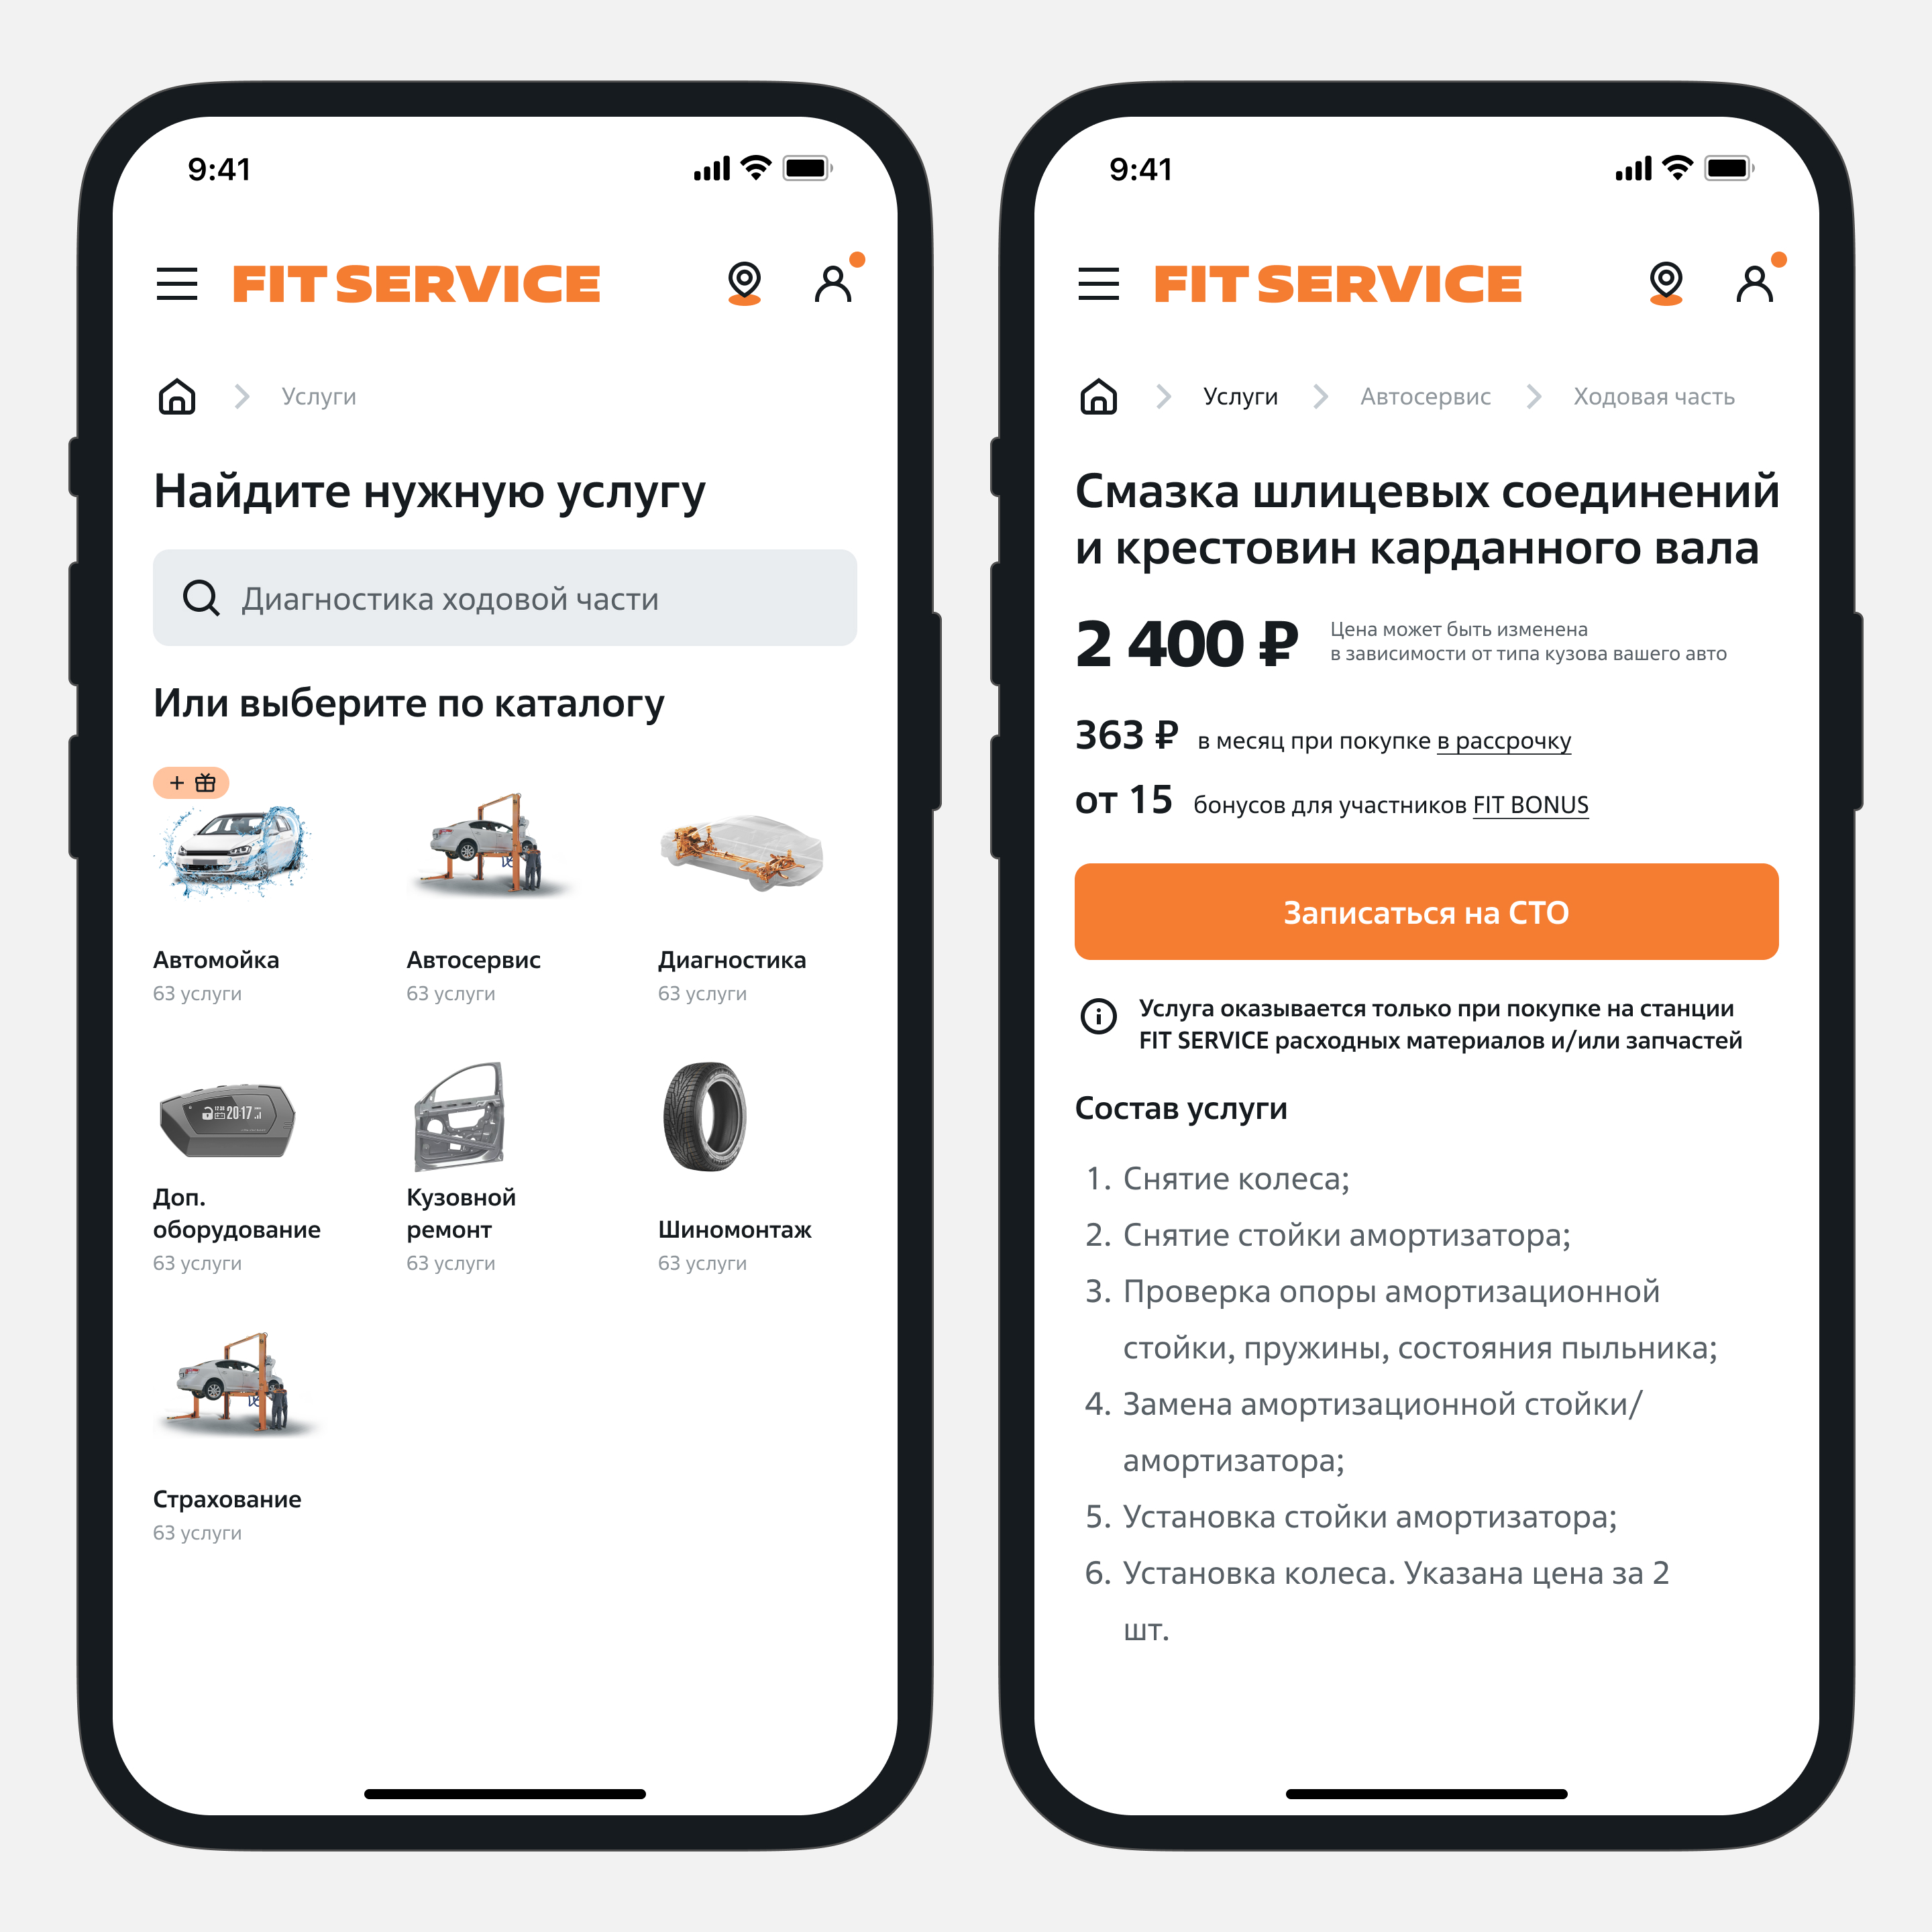 9:41
FIT SERVICE
Услуги
Найдите нужную услугу
Диагностика ходовой части
Или выберите по каталогу
+
Автомойка
63 услуги
Автосервис
63 услуги
Диагностика
63 услуги
20:17
Доп.
оборудование
63 услуги
Кузовной
ремонт
63 услуги
Шиномонтаж
63 услуги
Страхование
63 услуги
9:41
FIT SERVICE
Услуги Автосервис Ходовая часть
Смазка шлицевых соединений
и крестовин карданного вала
2 400 ₽
Цена может быть изменена
в зависимости от типа кузова вашего авто
363 ₽ в месяц при покупке в рассрочку
от 15 бонусов для участников FIT BONUS
Записаться на СТО
Услуга оказывается только при покупке на станции
FIT SERVICE расходных материалов и/или запчастей
Состав услуги
1. Снятие колеса;
2. Снятие стойки амортизатора;
3. Проверка опоры амортизационной
стойки, пружины, состояния пыльника;
4. Замена амортизационной стойки/
амортизатора;
5. Установка стойки амортизатора;
6. Установка колеса. Указана цена за 2
шт.